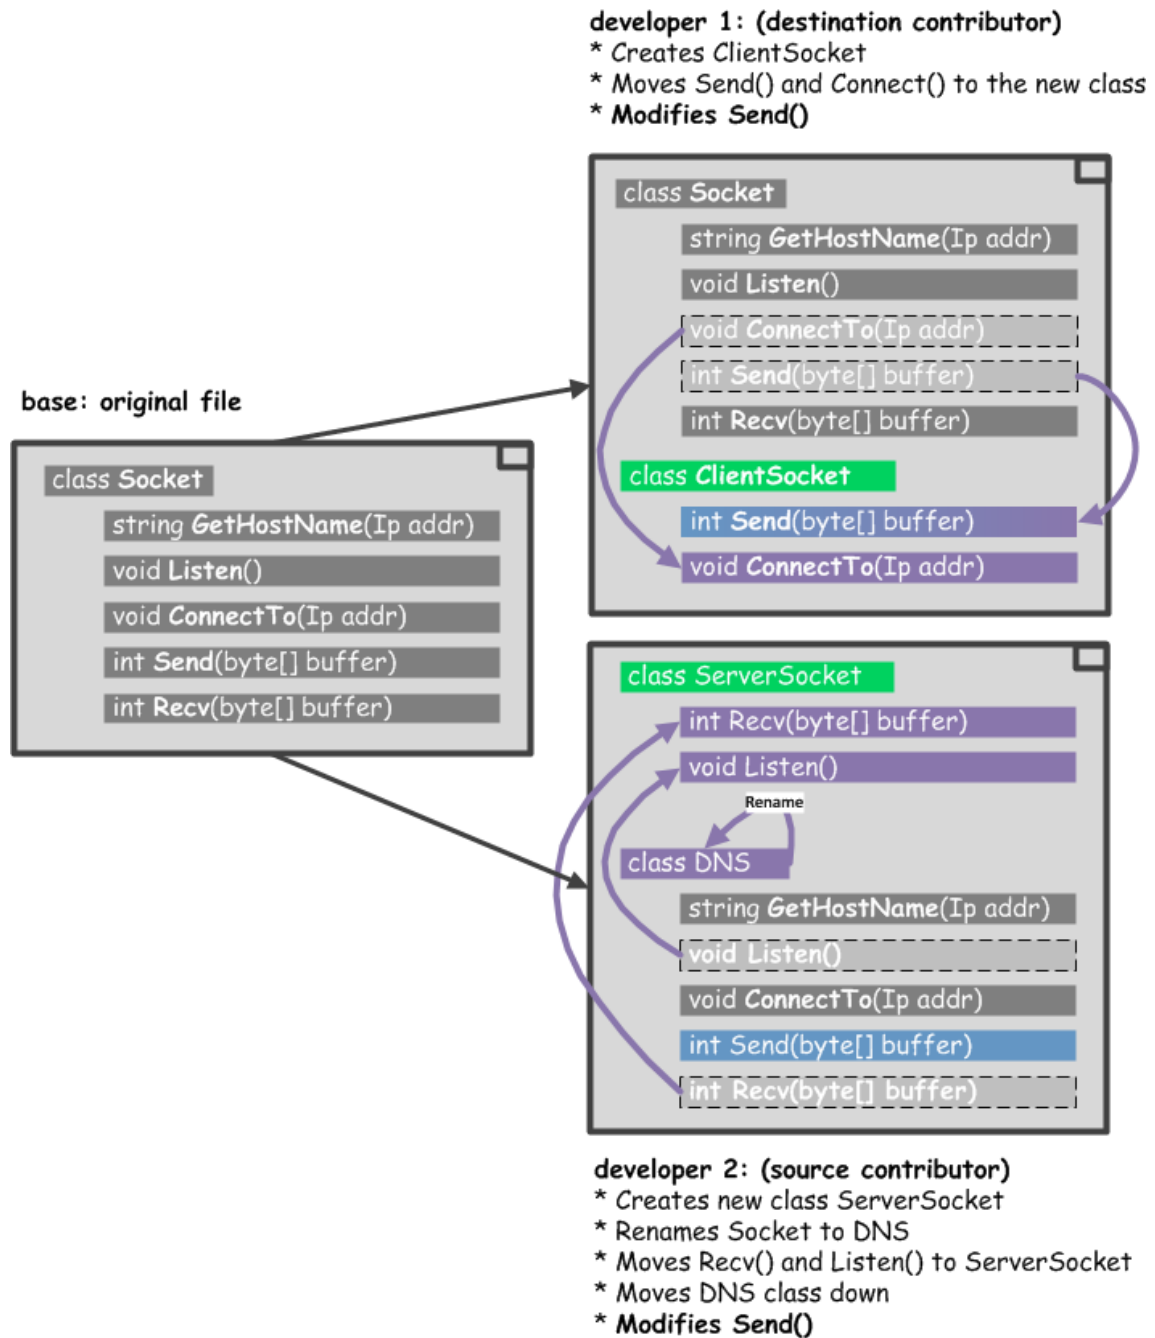 developer 1: (destination contributor)
* Creates ClientSocket
* Moves Send() and Connect() to the new class
* Modifies Send()
class Socket
string GetHostName(Ip addr)
void Listen()
void ConnectTo(Ip addr)
int Send(byte[] buffer)
int Recv(byte[] buffer)
class ClientSocket
int Send(byte[] buffer)
void ConnectTo(Ip addr)
base: original file
class Socket
string GetHostName(Ip addr)
void Listen()
void ConnectTo(Ip addr)
int Send(byte[] buffer)
int Recv(byte[] buffer)
class ServerSocket
int Recv(byte[] buffer)
void Listen()
Rename
class DNS
string GetHostName(Ip addr)
void Listen()
void ConnectTo(Ip addr)
int Send(byte[] buffer)
int Recv(byte[] buffer)
developer 2: (source contributor)
* Creates new class ServerSocket
* Renames Socket to DNS
* Moves Recv() and Listen() to ServerSocket
* Moves DNS class down
* Modifies Send()